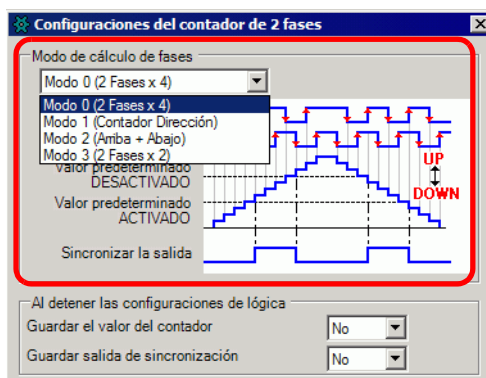 Configuraciones del contador de 2 fases
Modo de cálculo de fases
Modo 0 (2 Fases x 4)
Modo 0 (2 Fases x 4)
Modo 1 (Contador Dirección)
Modo 2 (Arriba + Abajo)
Modo 3 (2 Fases x 2)
UP
DOWN
Valor predeterminado
DESACTIVADO
Valor predeterminado
ACTIVADO
Sincronizar la salida
Al detener las configuraciones de lógica
Guardar el valor del contador No
Guardar salida de sincronización No